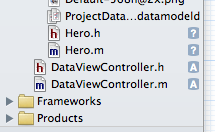 Default-568h@2x.png
ProjectData...datamodeld
h Hero.h ?
m Hero.m ?
h DataViewController.h A
m DataViewController.m A
Frameworks
Products